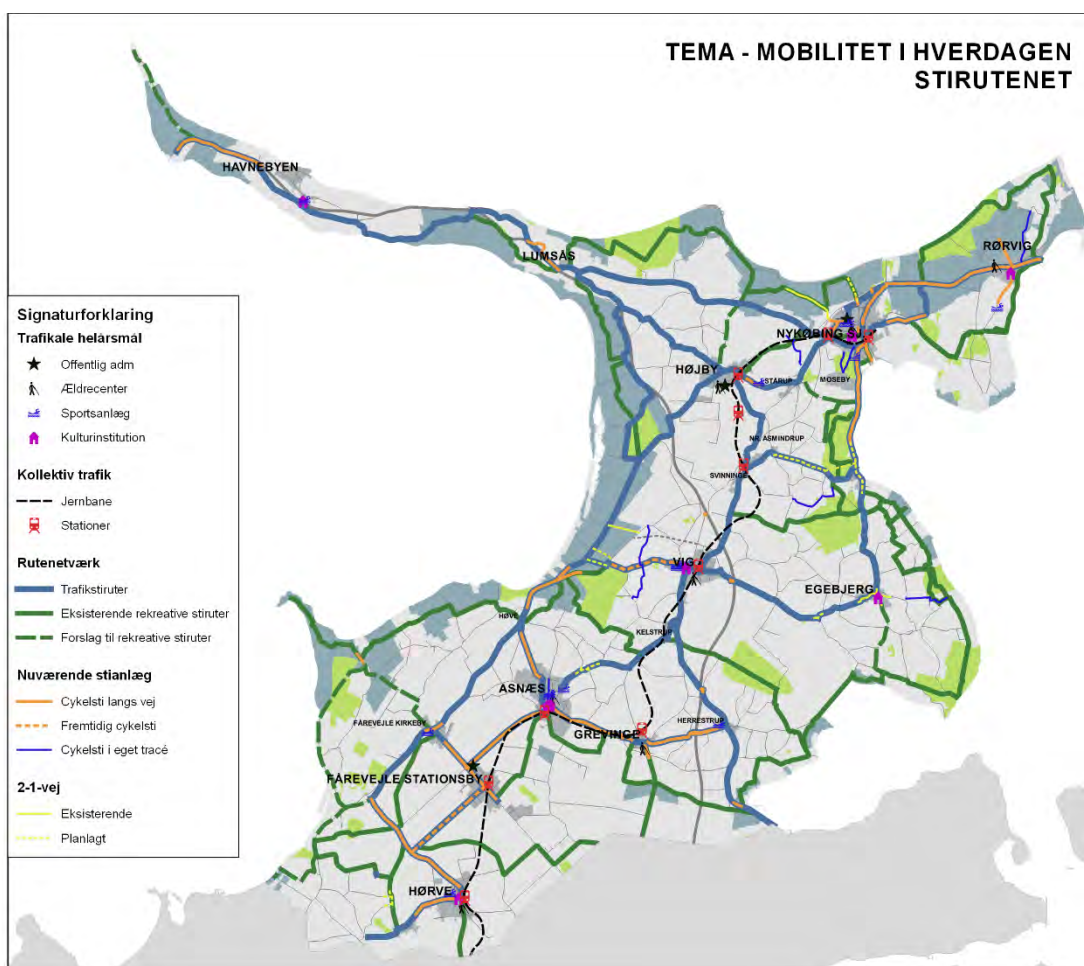 TEMA - MOBILITET I HVERDAGEN
STIRUTENET
HAVNEBYEN
LUMSÅS
RØRVIG
NYKØBING SJ.
HØJBY
STÅRUP
MOSEBY
NR. ASMINDRUP
SVINNINGE
VIG
EGEBJERG
HØVE
KELSTRUP
ASNÆS
FÅREVEJLE KIRKEBY
GREVINGE
HERRESTRUP
FÅREVEJLE STATIONSBY
HØRVE
Signaturforklaring
Trafikale helårsmål
Offentlig adm
Ældrecenter
Sportsanlæg
Kulturinstitution
Kollektiv trafik
Jernbane
Stationer
Rutenetværk
Trafikstiruter
Eksisterende rekreative stiruter
Forslag til rekreative stiruter
Nuværende stianlæg
Cykelsti langs vej
Fremtidig cykelsti
Cykelsti i eget tracé
2-1-vej
Eksisterende
Planlagt